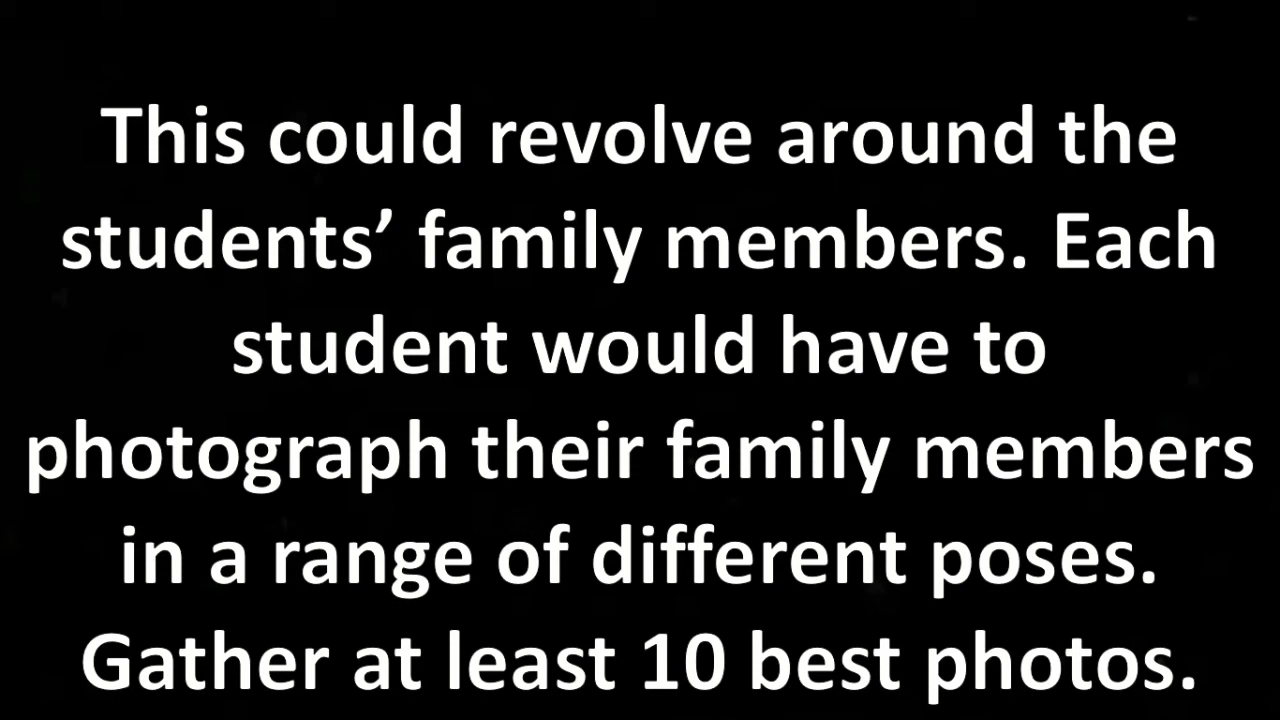 This could revolve around the
students’ family members. Each
student would have to
photograph their family members
in a range of different poses.
Gather at least 10 best photos.